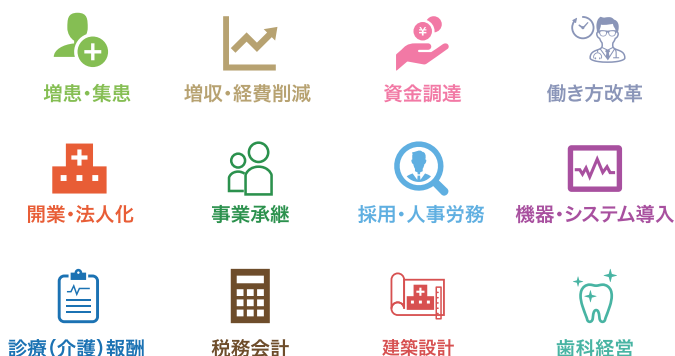 増患・集患
増収・経費削減
¥
資金調達
働き方改革
開業・法人化
事業承継
採用・人事労務
機器・システム導入
診療(介護)報酬
税務会計
建築設計
歯科経営